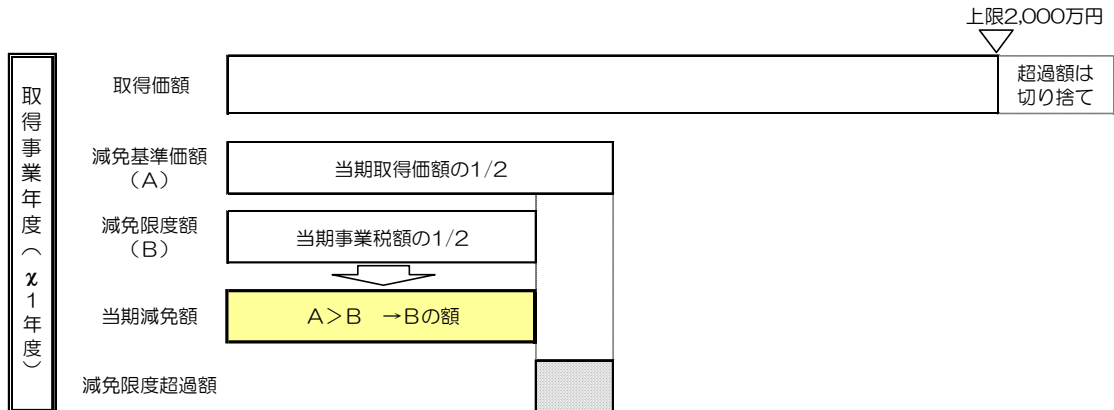 上限2,000万円
取得事業年度（χ1年度）
取得価額
超過額は
切り捨て
減免基準価額
（A）
当期取得価額の1/2
減免限度額
（B）
当期事業税額の1/2
当期減免額
A＞B　→Bの額
減免限度超過額